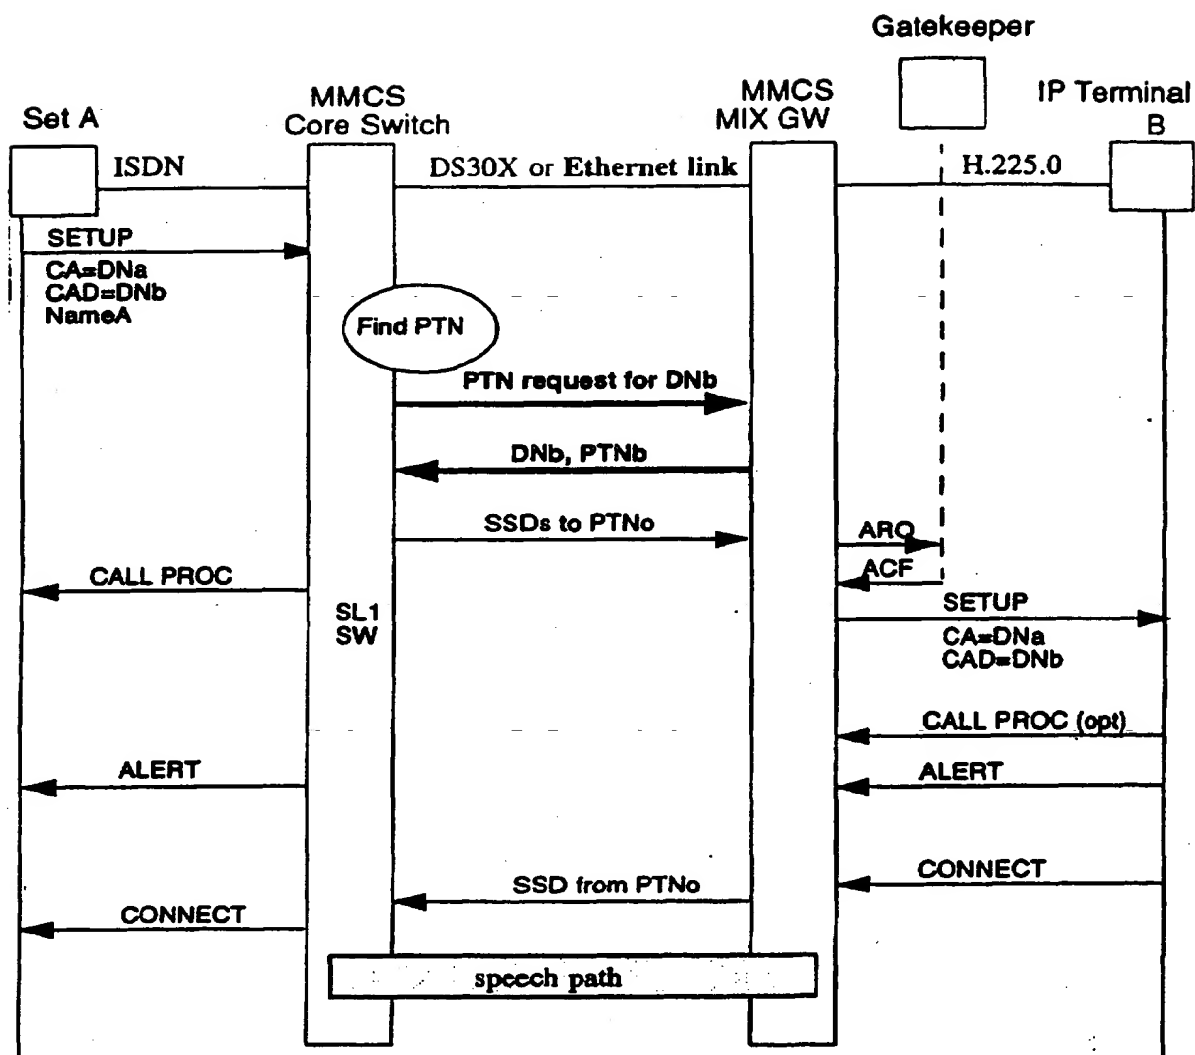 Gatekeeper
Set A
MMCS
Core Switch
MMCS
MIX GW
IP Terminal
B
ISDN
DS30X or Ethernet link
H.225.0
SETUP
CA=DNa
CAD=DNb
NameA
Find PTN
PTN request for DNb
DNb, PTNb
SSDs to PTNo
ARQ
ACF
CALL PROC
SL1
SW
SETUP
CA=DNa
CAD=DNb
CALL PROC (opt)
ALERT
ALERT
CONNECT
SSD from PTNo
CONNECT
speech path